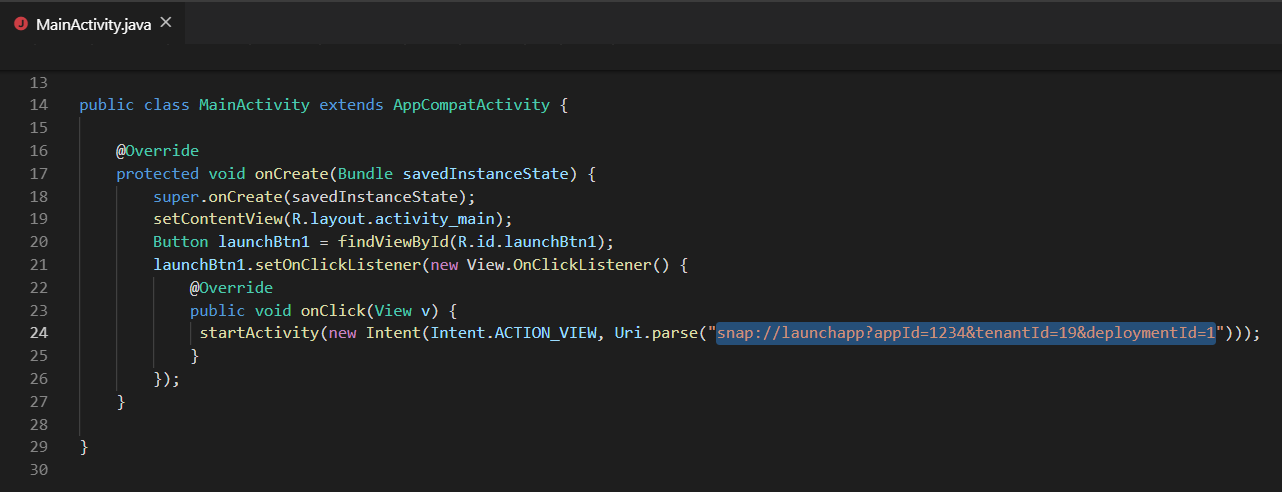 MainActivity.java
13
14 public class MainActivity extends AppCompatActivity {
15
16 @Override
17 protected void onCreate(Bundle savedInstanceState) {
18 super.onCreate(savedInstanceState);
19 setContentView(R.layout.activity_main);
20 Button launchBtn1 = findViewById(R.id.launchBtn1);
21 launchBtn1.setOnClickListener(new View.OnClickListener() {
22 @Override
23 public void onClick(View v) {
24 startActivity(new Intent(Intent.ACTION_VIEW, Uri.parse("snap://launchapp?appId=1234&tenantId=19&deploymentId=1")));
25 }
26 });
27 }
28
29 }
30